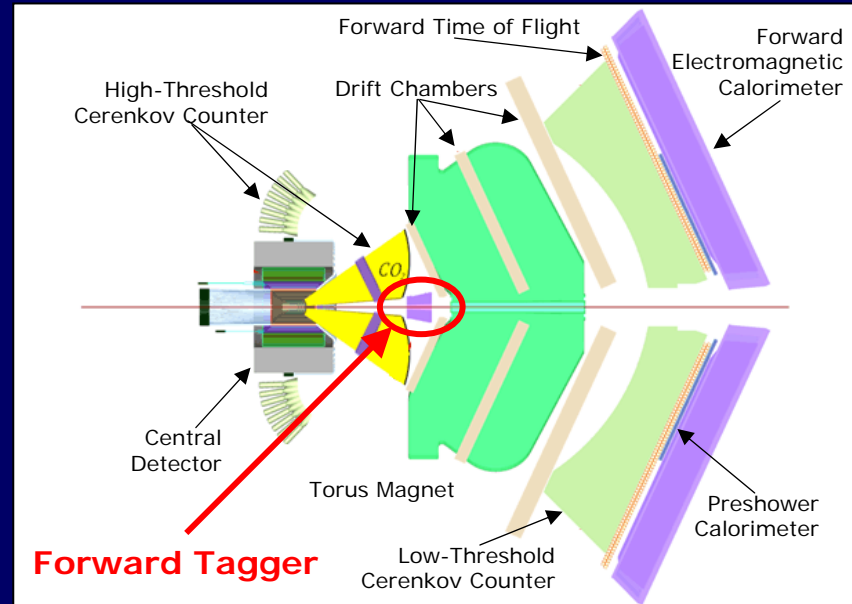 Forward Time of Flight
Forward
Electromagnetic
Calorimeter
High-Threshold
Cerenkov Counter
Drift Chambers
CO₂
Central
Detector
Torus Magnet
Preshower
Calorimeter
Forward Tagger
Low-Threshold
Cerenkov Counter